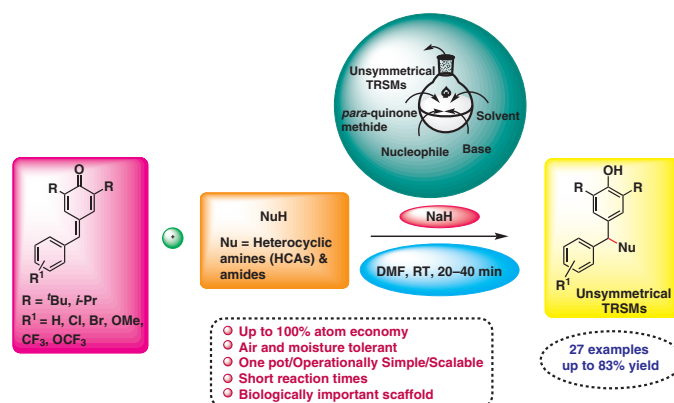 Unsymmetrical
TRSMs
para-quinone
methide
Solvent
Nucleophile
Base
O
R
R
R¹
R = ᵗBu, i-Pr
R¹ = H, Cl, Br, OMe,
CF₃, OCF₃
+
NuH
Nu = Heterocyclic
amines (HCAs) &
amides
NaH
DMF, RT, 20–40 min
OH
R
R
Nu
R¹
Unsymmetrical
TRSMs
Up to 100% atom economy
Air and moisture tolerant
One pot/Operationally Simple/Scalable
Short reaction times
Biologically important scaffold
27 examples
up to 83% yield